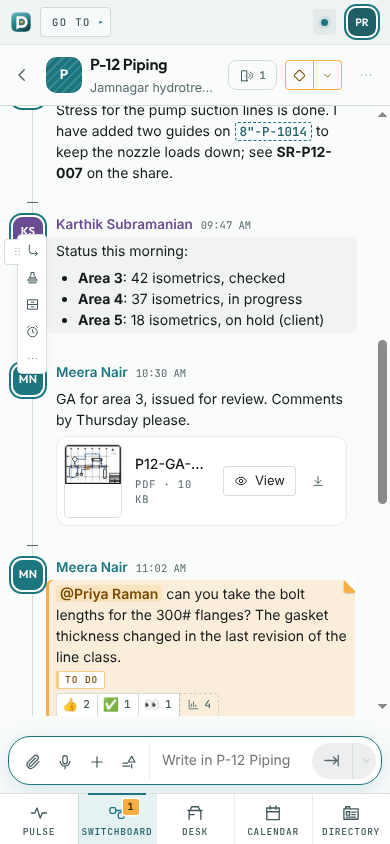 D
GO TO
PR
P
P-12 Piping
Jamnagar hydrotre...
1
Stress for the pump suction lines is done. I
have added two guides on 8"-P-1014 to
keep the nozzle loads down; see SR-P12-
007 on the share.
KS
Karthik Subramanian 09:47 AM
Status this morning:
• Area 3: 42 isometrics, checked
• Area 4: 37 isometrics, in progress
• Area 5: 18 isometrics, on hold (client)
MN
Meera Nair 10:30 AM
GA for area 3, issued for review. Comments
by Thursday please.
P12-GA-...
PDF · 10
KB
View
MN
Meera Nair 11:02 AM
@Priya Raman can you take the bolt
lengths for the 300# flanges? The gasket
thickness changed in the last revision of the
line class.
TO DO
👍 2 ✅ 1 👀 1 4
Write in P-12 Piping
PULSE
1
SWITCHBOARD
DESK
CALENDAR
DIRECTORY